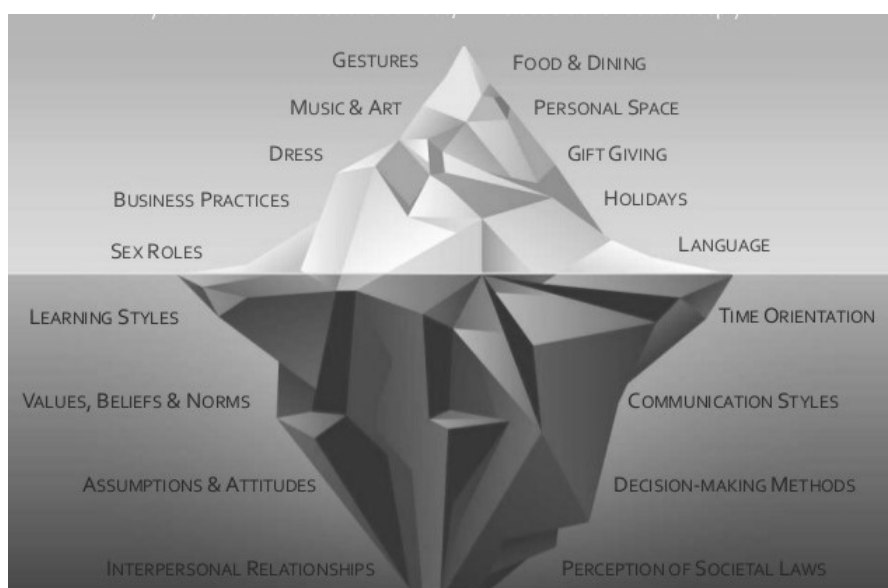 GESTURES
FOOD & DINING
MUSIC & ART
PERSONAL SPACE
DRESS
GIFT GIVING
BUSINESS PRACTICES
HOLIDAYS
SEX ROLES
LANGUAGE
LEARNING STYLES
TIME ORIENTATION
VALUES, BELIEFS & NORMS
COMMUNICATION STYLES
ASSUMPTIONS & ATTITUDES
DECISION-MAKING METHODS
INTERPERSONAL RELATIONSHIPS
PERCEPTION OF SOCIETAL LAWS